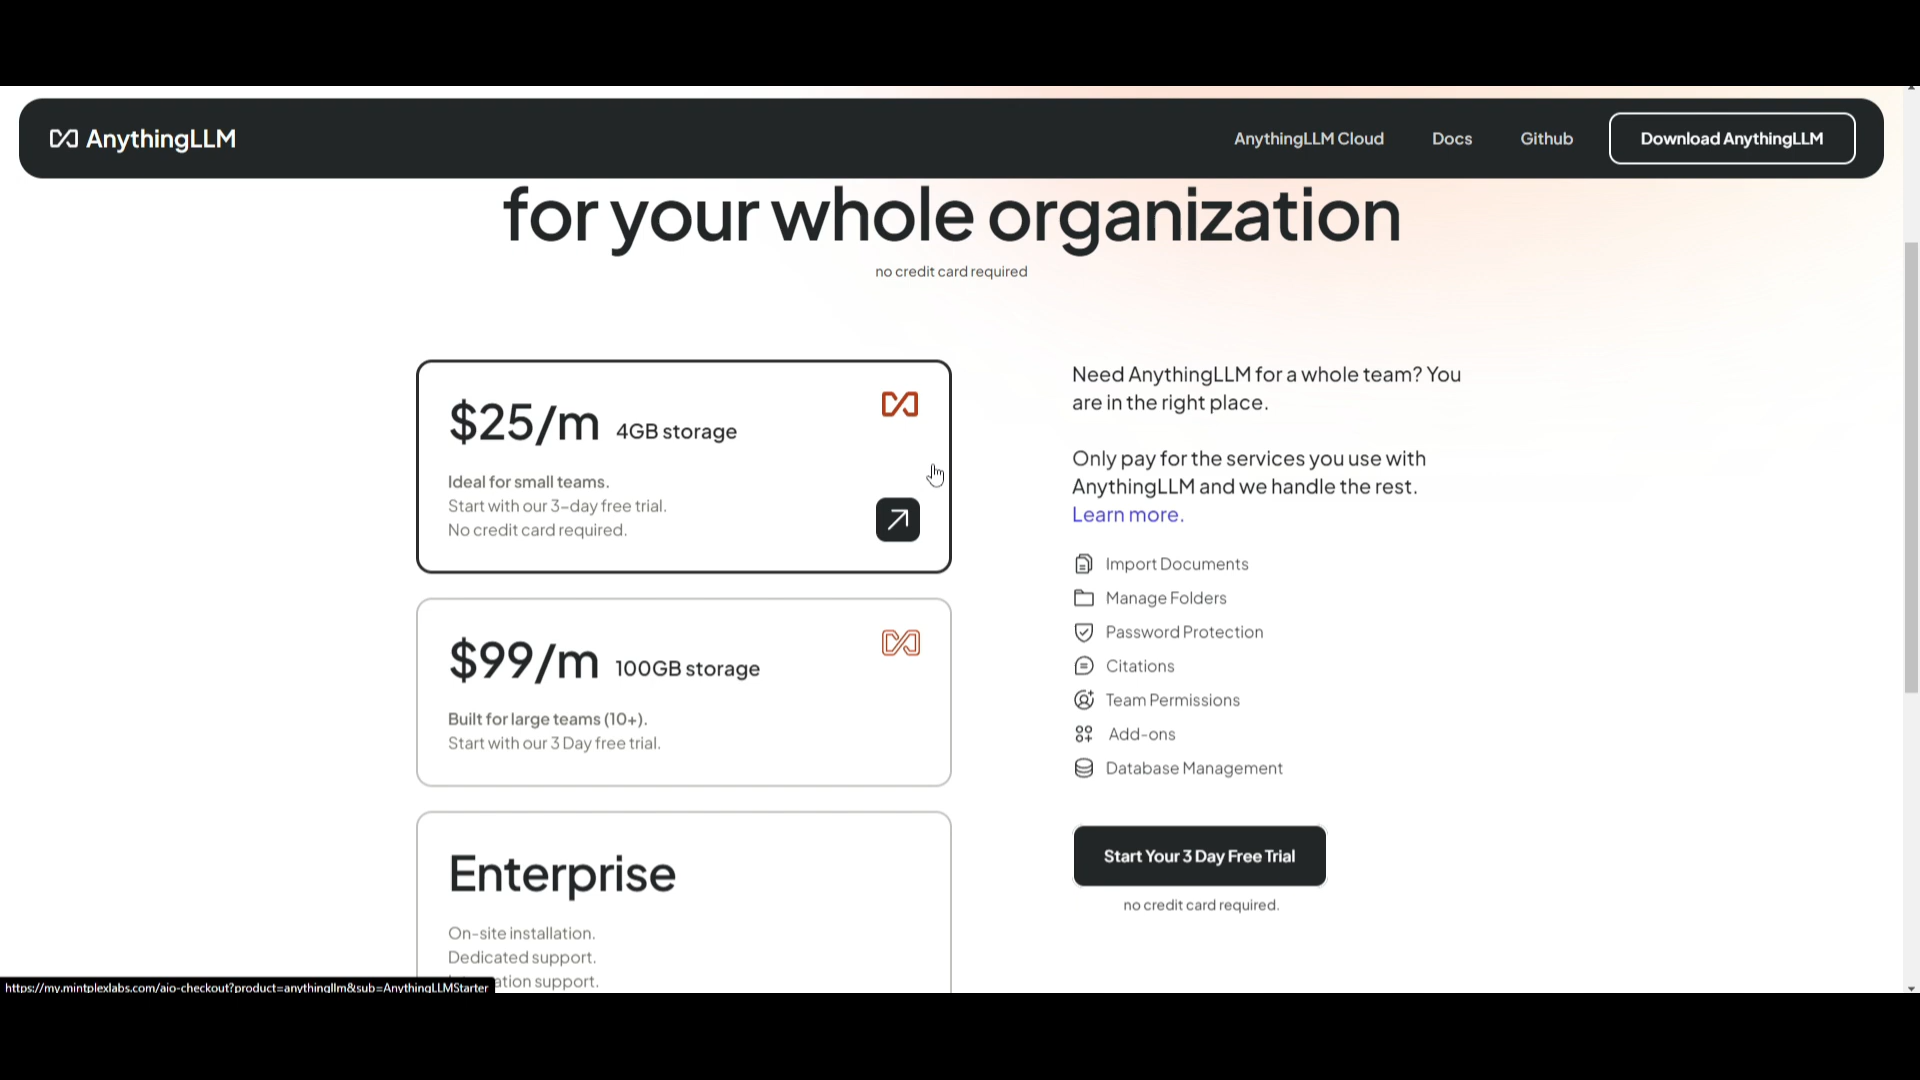 AnythingLLM
AnythingLLM Cloud
Docs
Github
Download AnythingLLM
for your whole organization
no credit card required
$25/m 4GB storage
Ideal for small teams.
Start with our 3-day free trial.
No credit card required.
$99/m 100GB storage
Built for large teams (10+).
Start with our 3 Day free trial.
Enterprise
On-site installation.
Dedicated support.
ation support.
Need AnythingLLM for a whole team? You
are in the right place.
Only pay for the services you use with
AnythingLLM and we handle the rest.
Learn more.
Import Documents
Manage Folders
Password Protection
Citations
Team Permissions
Add-ons
Database Management
Start Your 3 Day Free Trial
no credit card required.
https://my.mintplexlabs.com/aio-checkout?product=anythingllm&sub=AnythingLLMStarter